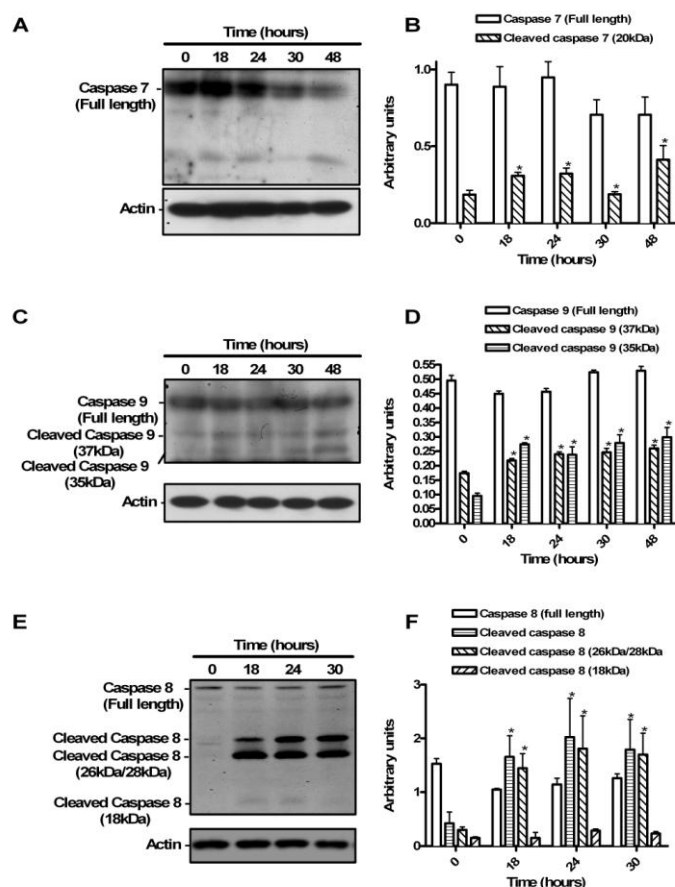 A
Time (hours)
0 18 24 30 48
Caspase 7
(Full length)
Actin
B
Caspase 7 (Full length)
Cleaved caspase 7 (20kDa)
Arbitrary units
1.0
0.5
0.0
* * * *
0 18 24 30 48
Time (hours)
C
Time (hours)
0 18 24 30 48
Caspase 9
(Full length)
Cleaved Caspase 9
(37kDa)
Cleaved Caspase 9
(35kDa)
Actin
D
Caspase 9 (Full length)
Cleaved caspase 9 (37kDa)
Cleaved caspase 9 (35kDa)
Arbitrary units
0.55
0.50
0.45
0.40
0.35
0.30
0.25
0.20
0.15
0.10
0.05
0.00
* * * * * * * *
0 18 24 30 48
Time (hours)
E
Time (hours)
0 18 24 30
Caspase 8
(Full length)
Cleaved Caspase 8
Cleaved Caspase 8
(26kDa/28kDa)
Cleaved Caspase 8
(18kDa)
Actin
F
Caspase 8 (full length)
Cleaved caspase 8
Cleaved caspase 8 (26kDa/28kDa
Cleaved caspase 8 (18kDa)
Arbitrary units
2
1
0
* * * * * *
0 18 24 30
Time (hours)